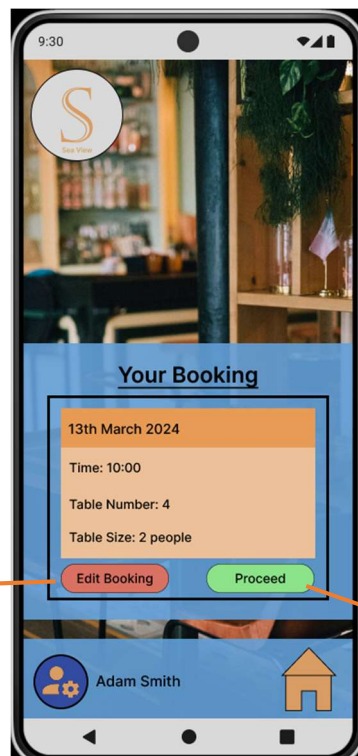 9:30
S
Sea View
Your Booking
13th March 2024
Time: 10:00
Table Number: 4
Table Size: 2 people
Edit Booking
Proceed
Adam Smith